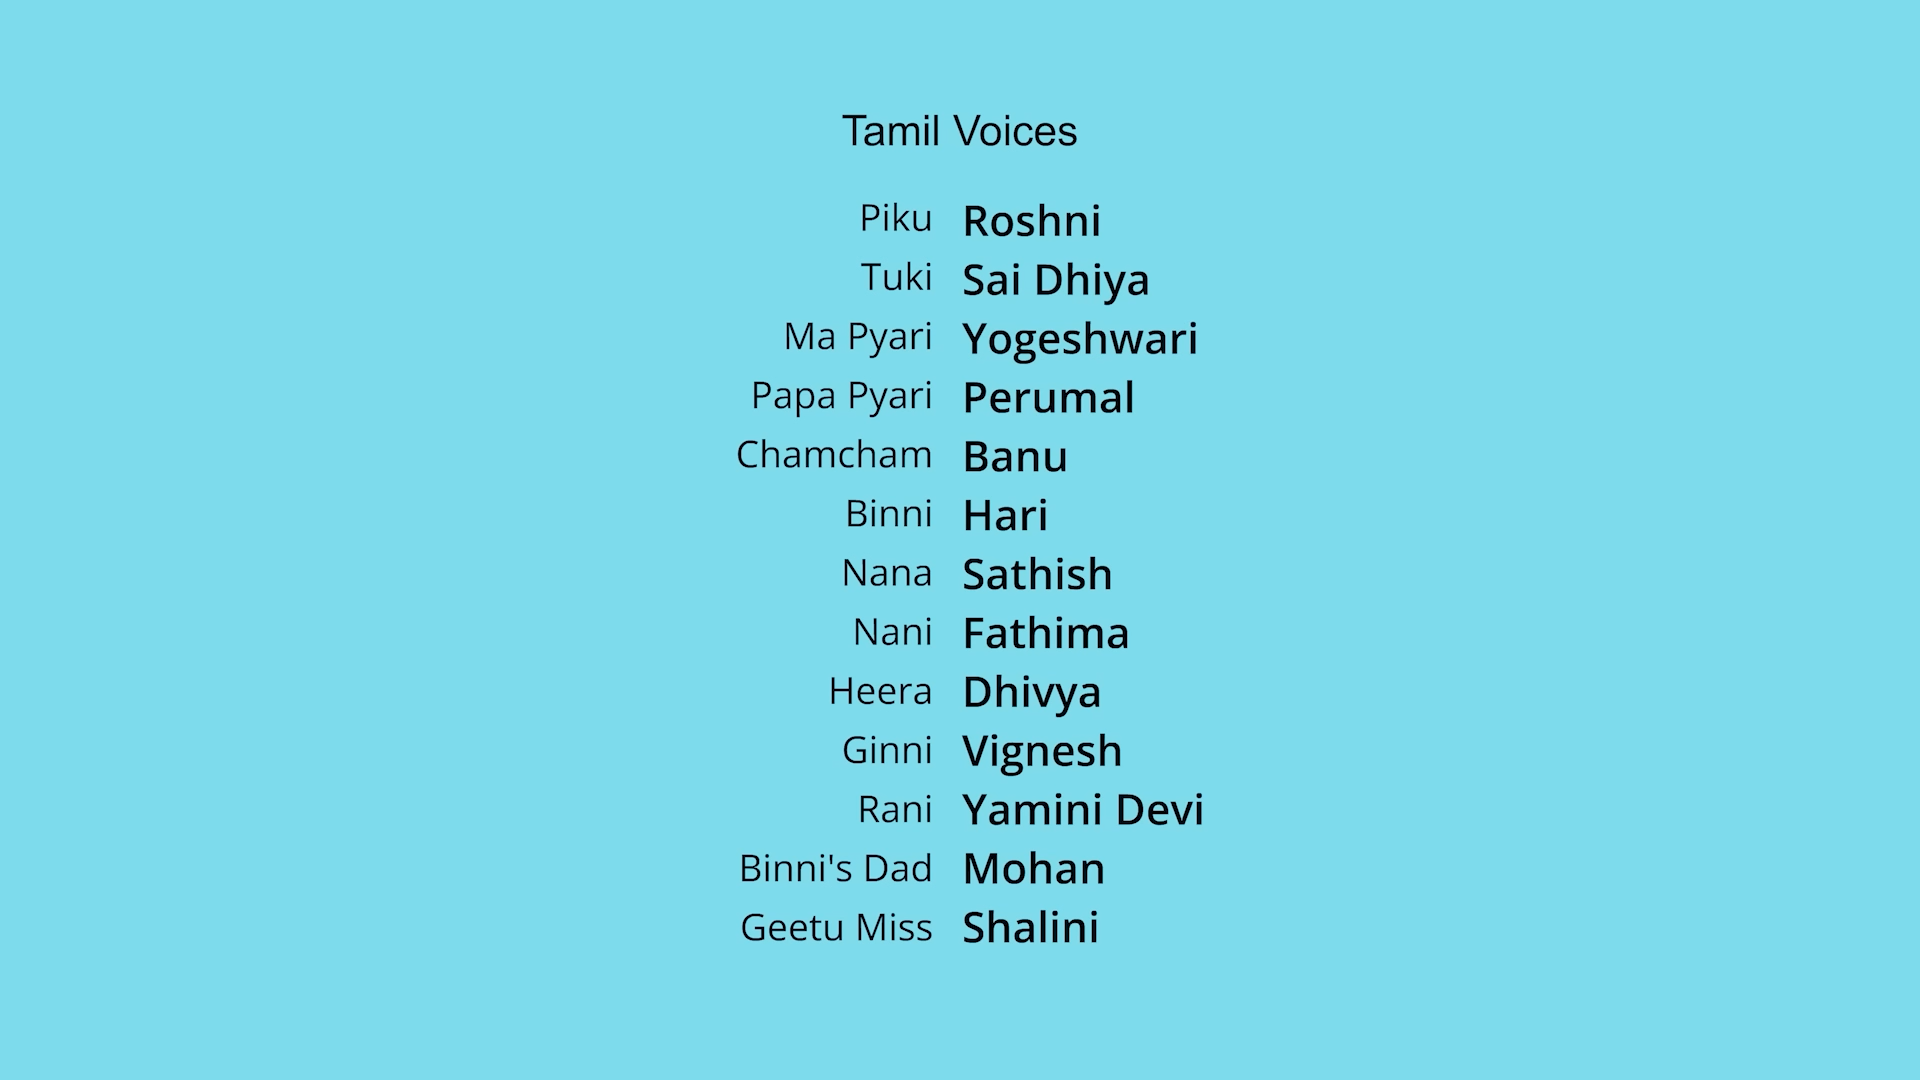 Tamil Voices
Piku Roshni
Tuki Sai Dhiya
Ma Pyari Yogeshwari
Papa Pyari Perumal
Chamcham Banu
Binni Hari
Nana Sathish
Nani Fathima
Heera Dhivya
Ginni Vignesh
Rani Yamini Devi
Binni's Dad Mohan
Geetu Miss Shalini